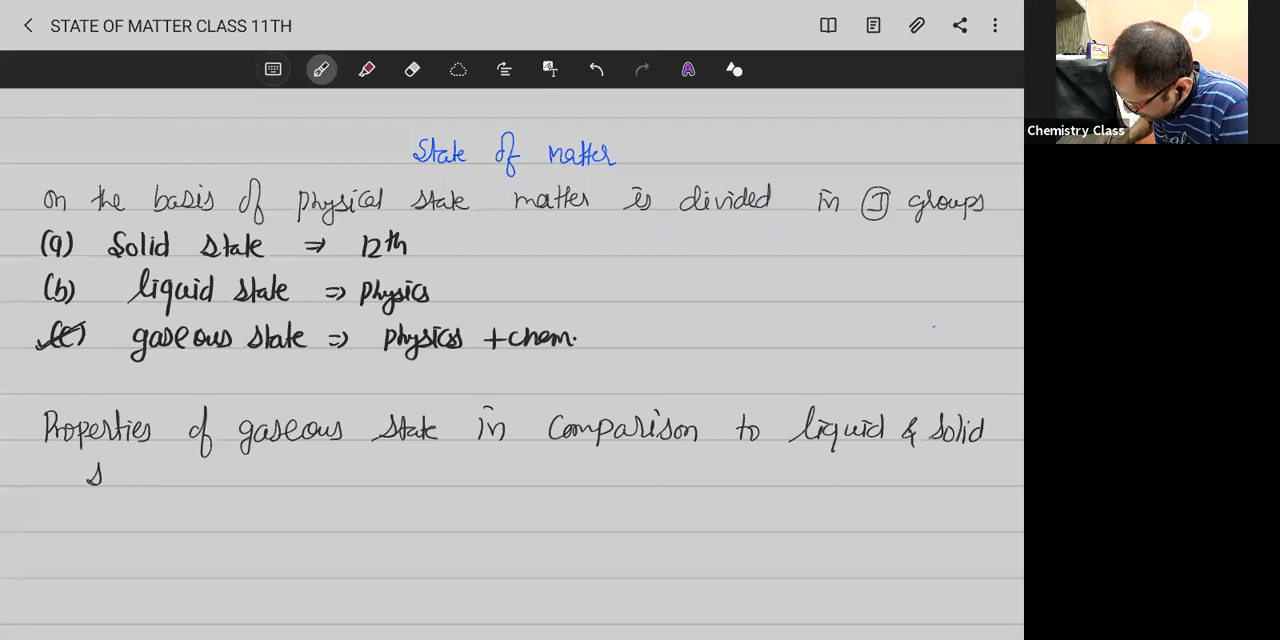 STATE OF MATTER CLASS 11TH
Chemistry Class
State of matter
on the basis of physical state matter is divided in groups
(a) Solid state ⇒ 12th
(b) liquid state ⇒ physics
(c) gaseous state ⇒ physics + chem.
Properties of gaseous state in comparison to liquid & solid
s